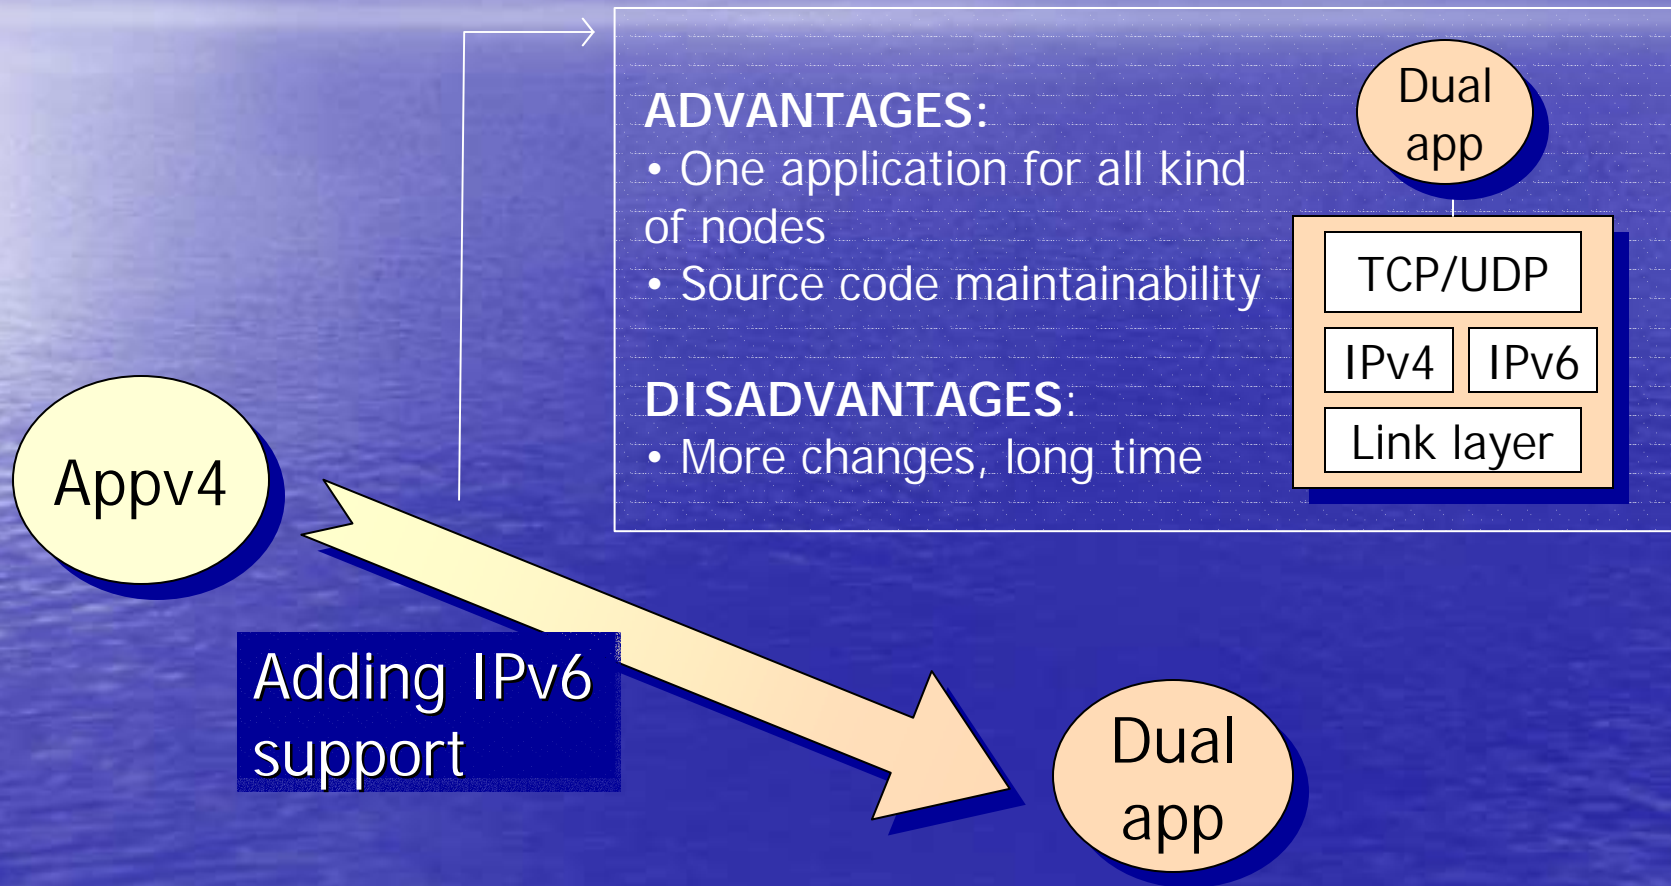 ADVANTAGES:
• One application for all kind
of nodes
• Source code maintainability
DISADVANTAGES:
• More changes, long time
Dual
app
TCP/UDP
IPv4 IPv6
Link layer
Appv4
Adding IPv6
support
Dual
app